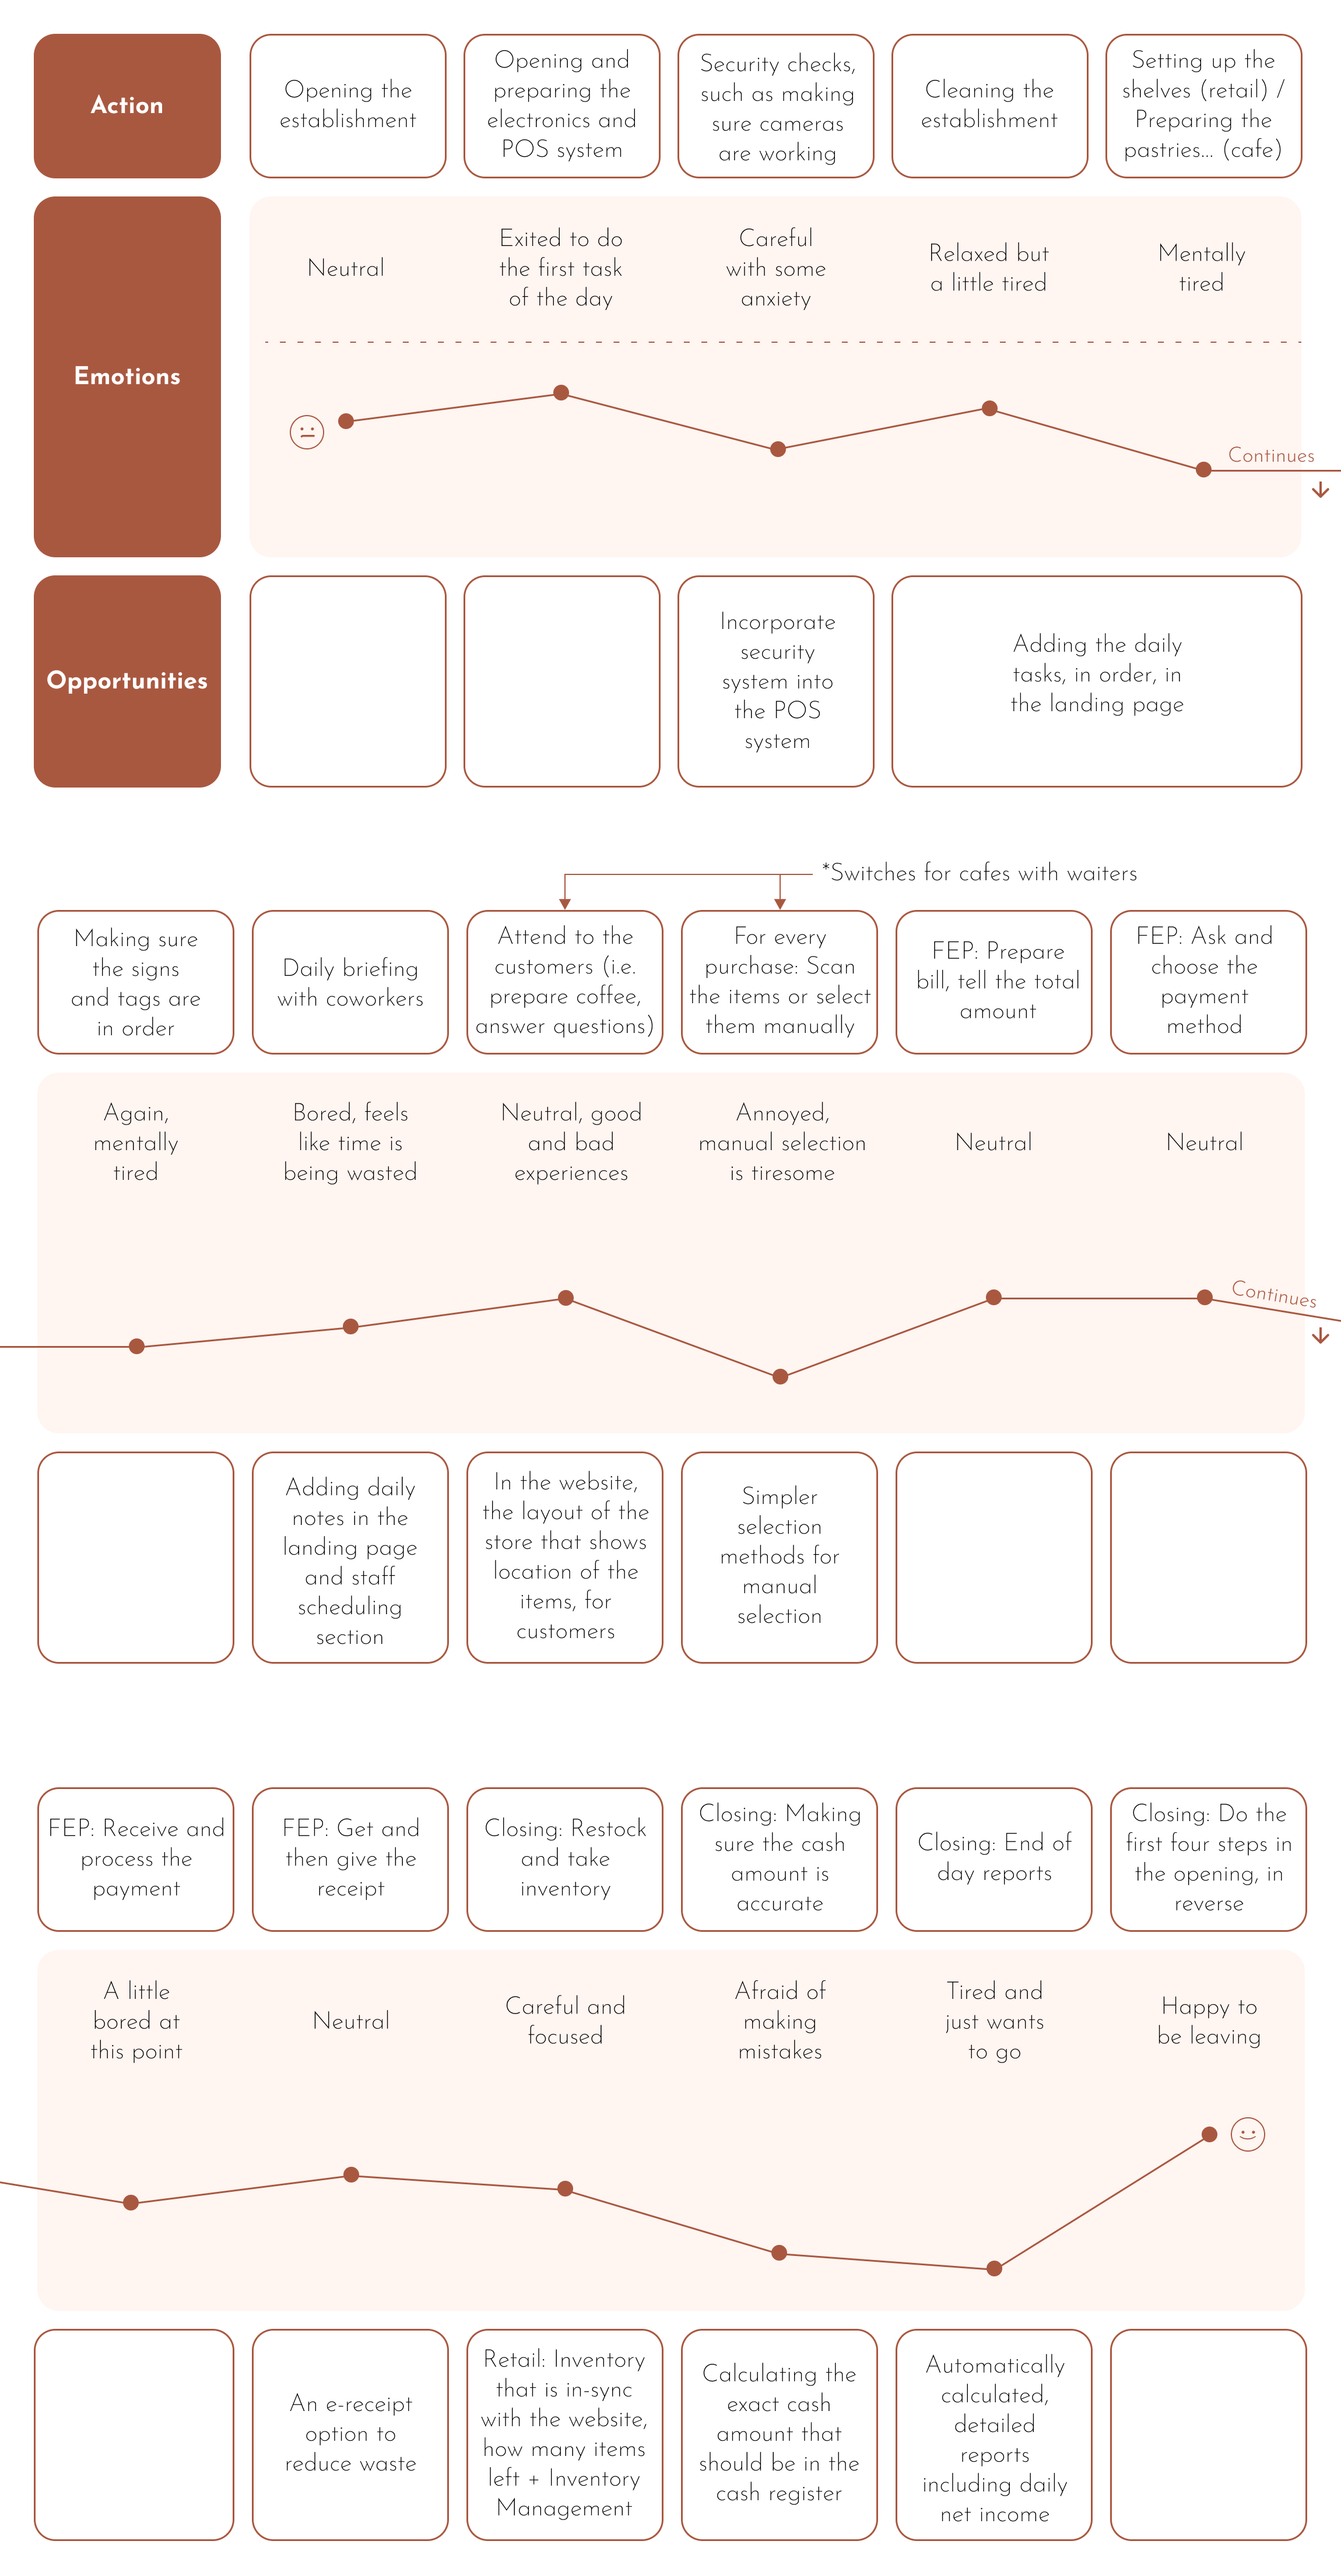 Action
Opening the
establishment
Opening and
preparing the
electronics and
POS system
Security checks,
such as making
sure cameras
are working
Cleaning the
establishment
Setting up the
shelves (retail) /
Preparing the
pastries... (cafe)
Emotions
Neutral
Exited to do
the first task
of the day
Careful
with some
anxiety
Relaxed but
a little tired
Mentally
tired
Continues
Opportunities
Incorporate
security
system into
the POS
system
Adding the daily
tasks, in order, in
the landing page
*Switches for cafes with waiters
Making sure
the signs
and tags are
in order
Daily briefing
with coworkers
Attend to the
customers (i.e.
prepare coffee,
answer questions)
For every
purchase: Scan
the items or select
them manually
FEP: Prepare
bill, tell the total
amount
FEP: Ask and
choose the
payment
method
Again,
mentally
tired
Bored, feels
like time is
being wasted
Neutral, good
and bad
experiences
Annoyed,
manual selection
is tiresome
Neutral
Neutral
Continues
Adding daily
notes in the
landing page
and staff
scheduling
section
In the website,
the layout of the
store that shows
location of the
items, for
customers
Simpler
selection
methods for
manual
selection
FEP: Receive and
process the
payment
FEP: Get and
then give the
receipt
Closing: Restock
and take
inventory
Closing: Making
sure the cash
amount is
accurate
Closing: End of
day reports
Closing: Do the
first four steps in
the opening, in
reverse
A little
bored at
this point
Neutral
Careful and
focused
Afraid of
making
mistakes
Tired and
just wants
to go
Happy to
be leaving
An e-receipt
option to
reduce waste
Retail: Inventory
that is in-sync
with the website,
how many items
left + Inventory
Management
Calculating the
exact cash
amount that
should be in the
cash register
Automatically
calculated,
detailed
reports
including daily
net income